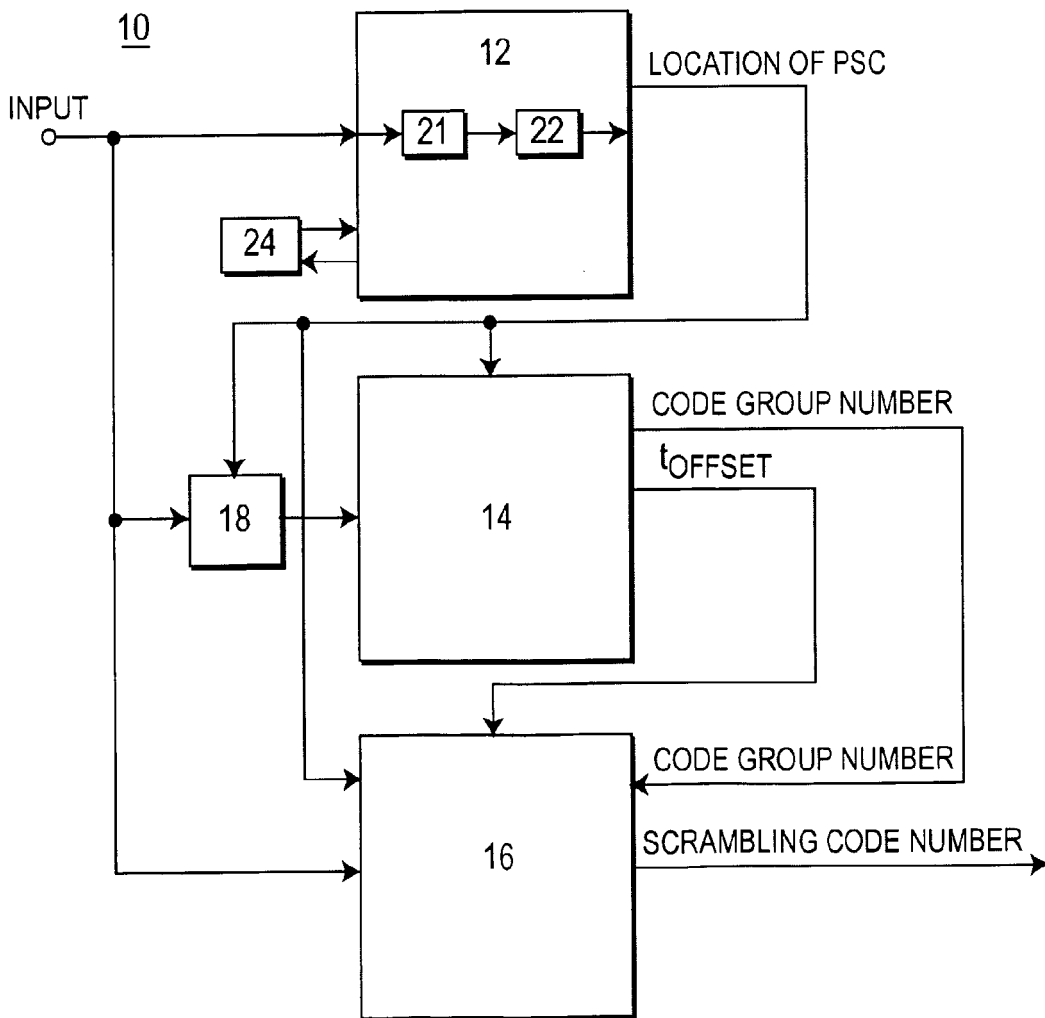 10
12
LOCATION OF PSC
INPUT
21
22
24
CODE GROUP NUMBER
tOFFSET
18
14
CODE GROUP NUMBER
SCRAMBLING CODE NUMBER
16